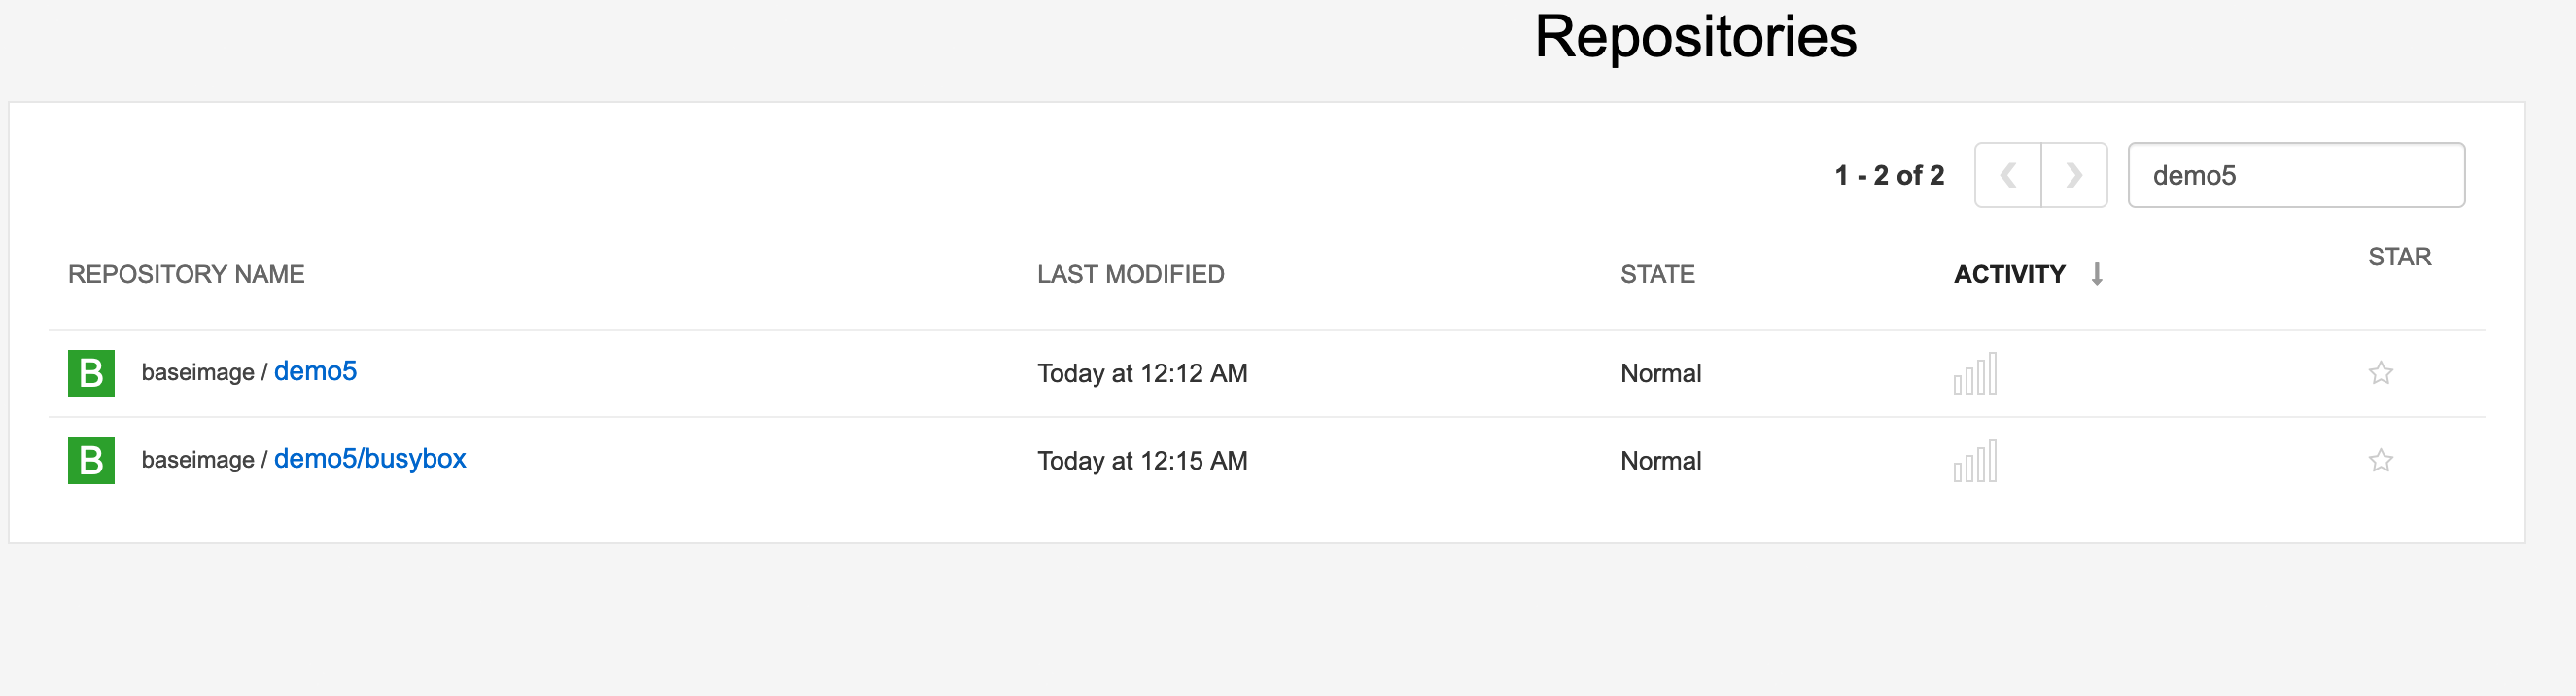 Repositories
1 - 2 of 2 demo5
REPOSITORY NAME LAST MODIFIED STATE ACTIVITY STAR
B baseimage / demo5 Today at 12:12 AM Normal
B baseimage / demo5/busybox Today at 12:15 AM Normal